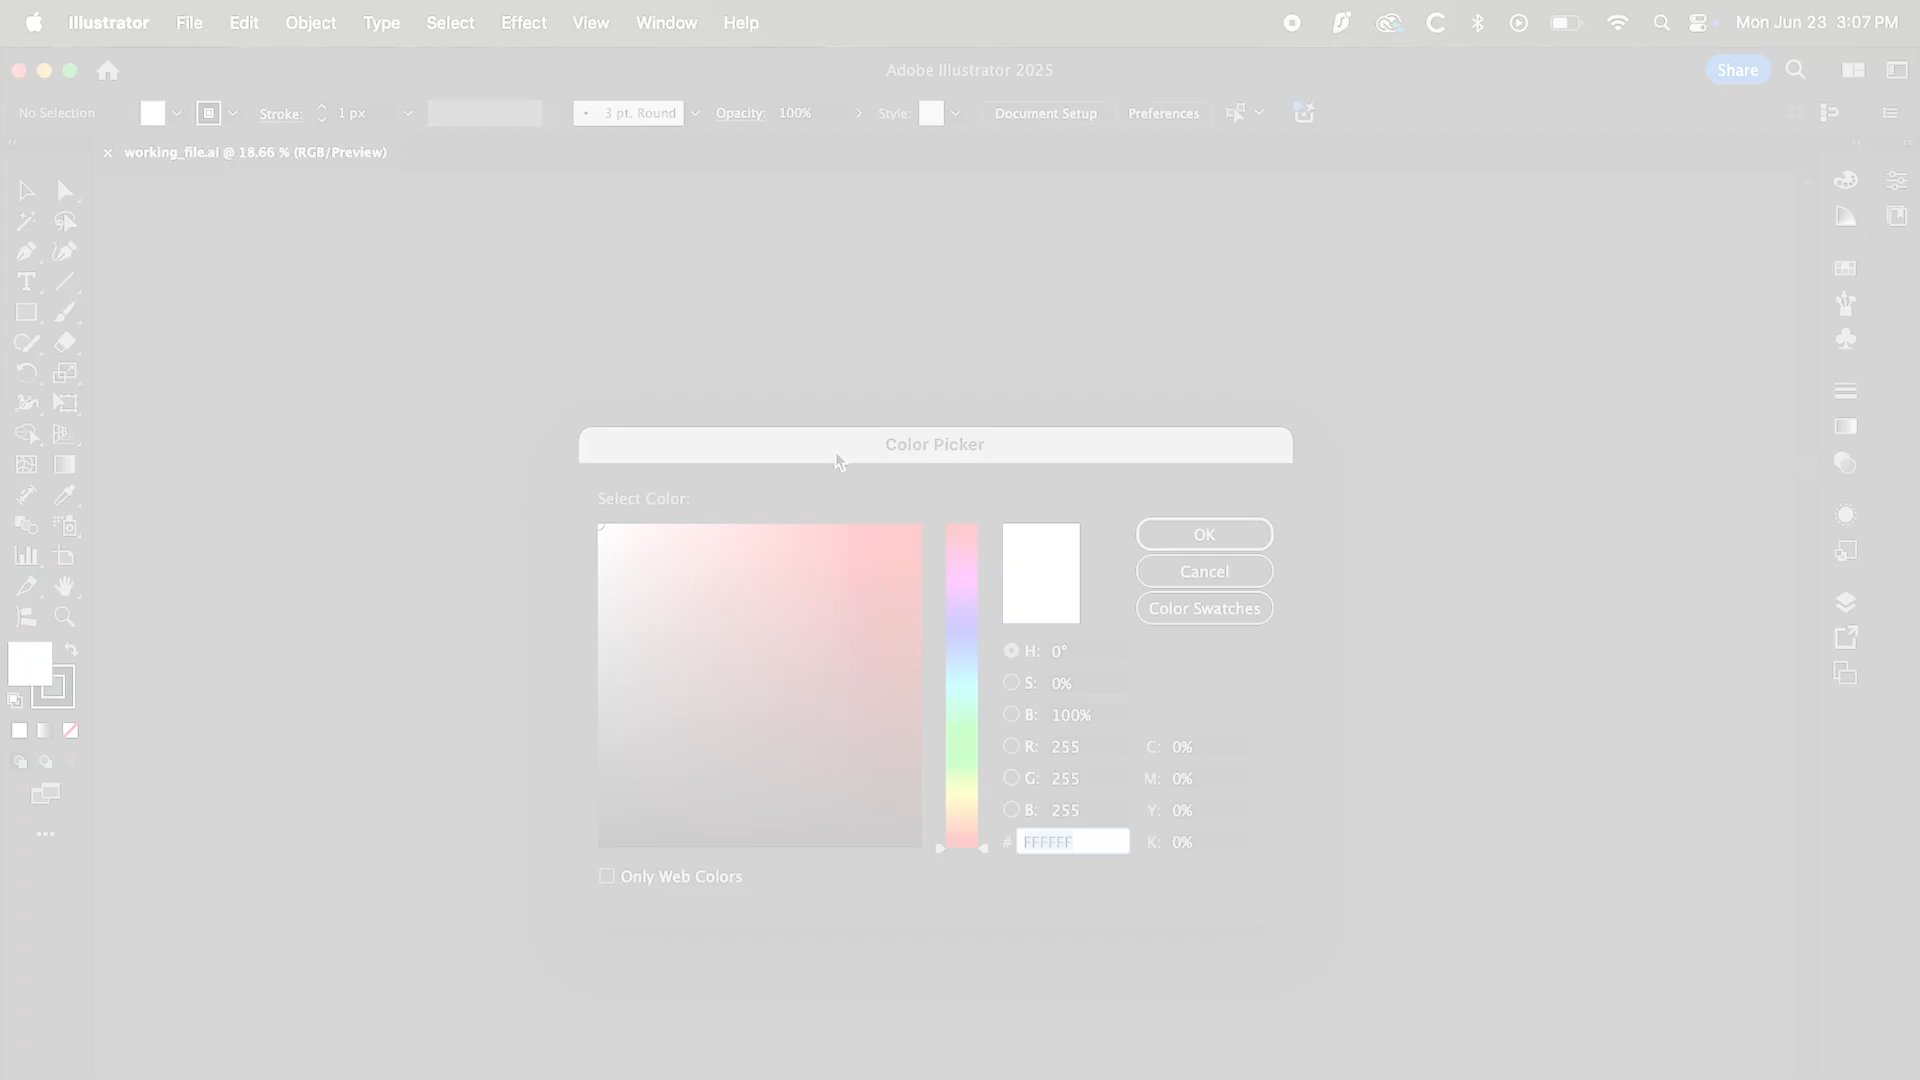 Illustrator File Edit Object Type Select Effect View Window Help Mon Jun 23 3:07 PM
Adobe Illustrator 2025 Share
No Selection Stroke: 1 px 3 pt. Round Opacity: 100% Style: Document Setup Preferences
working_file.ai @ 18.66 % (RGB/Preview)
Color Picker
Select Color:
OK
Cancel
Color Swatches
H: 0°
S: 0%
B: 100%
R: 255 C: 0%
G: 255 M: 0%
B: 255 Y: 0%
# FFFFFF K: 0%
Only Web Colors